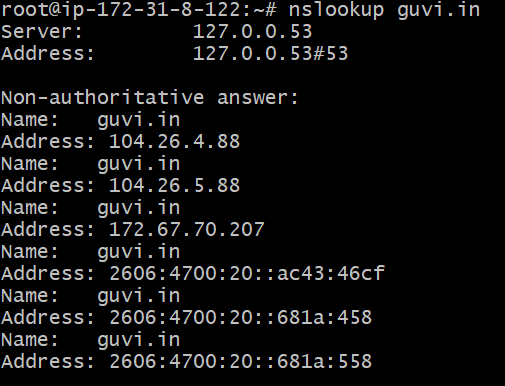 root@ip-172-31-8-122:~# nslookup guvi.in
Server:         127.0.0.53
Address:        127.0.0.53#53

Non-authoritative answer:
Name:   guvi.in
Address: 104.26.4.88
Name:   guvi.in
Address: 104.26.5.88
Name:   guvi.in
Address: 172.67.70.207
Name:   guvi.in
Address: 2606:4700:20::ac43:46cf
Name:   guvi.in
Address: 2606:4700:20::681a:458
Name:   guvi.in
Address: 2606:4700:20::681a:558